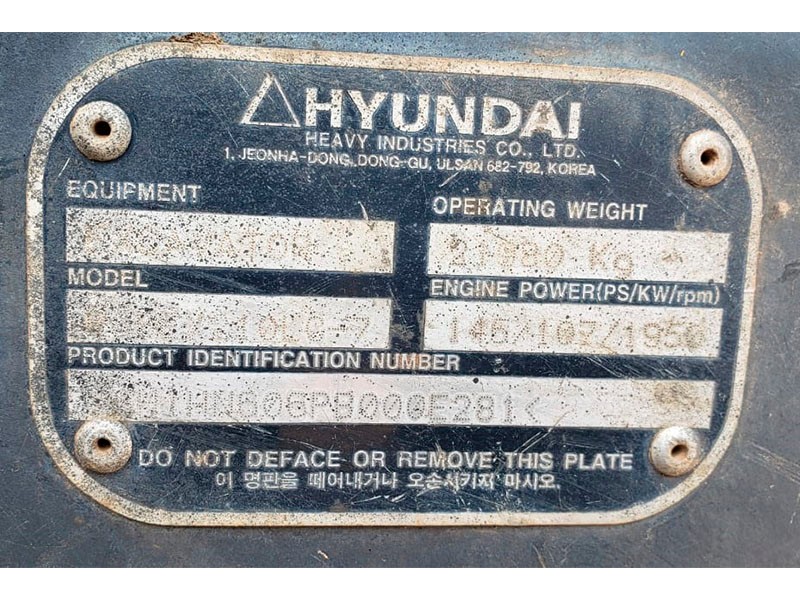 HYUNDAI
HEAVY INDUSTRIES CO., LTD.
1, JEONHA-DONG, DONG-GU, ULSAN 682-792, KOREA
EQUIPMENT
OPERATING WEIGHT
Kg
MODEL
ENGINE POWER(PS/KW/rpm)
145/107/1950
PRODUCT IDENTIFICATION NUMBER
DO NOT DEFACE OR REMOVE THIS PLATE
이 명판을 떼어내거나 오손시키지 마시오.